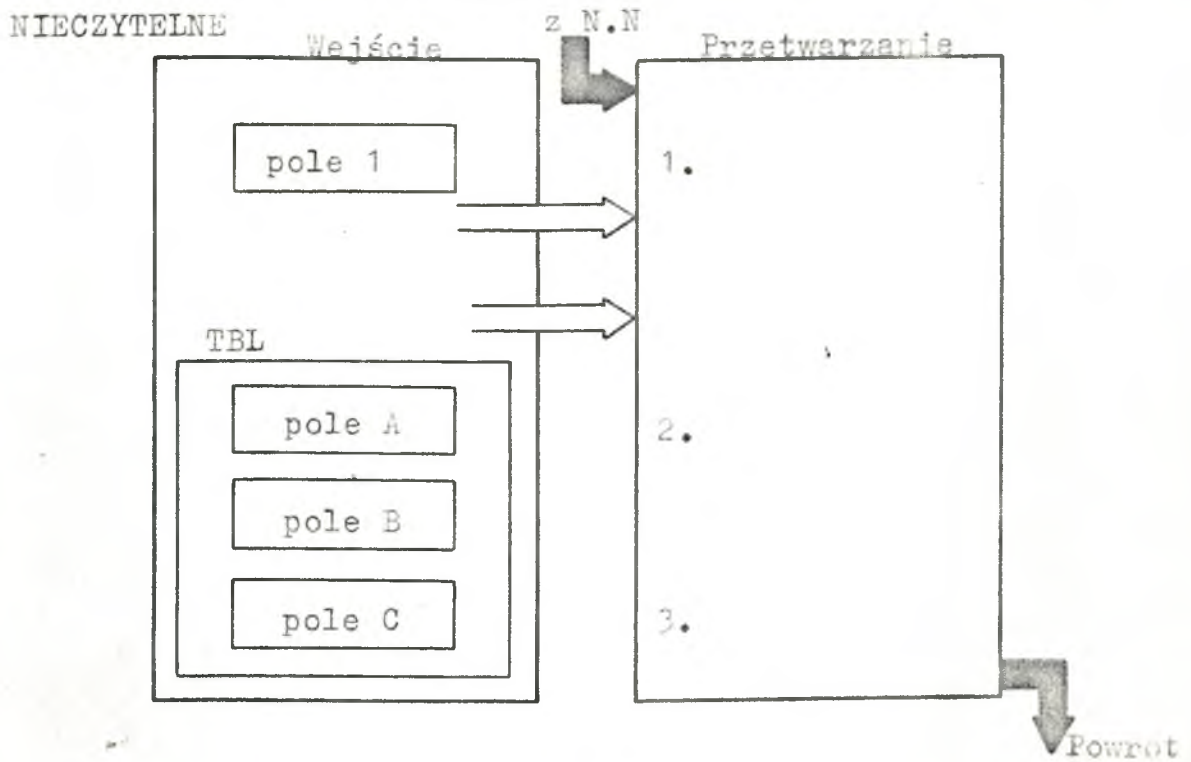 NIECZYTELNE
Wejście
z N.N
Przetwarzanie
pole 1
1.
TBL
pole A
2.
pole B
pole C
3.
Powrot